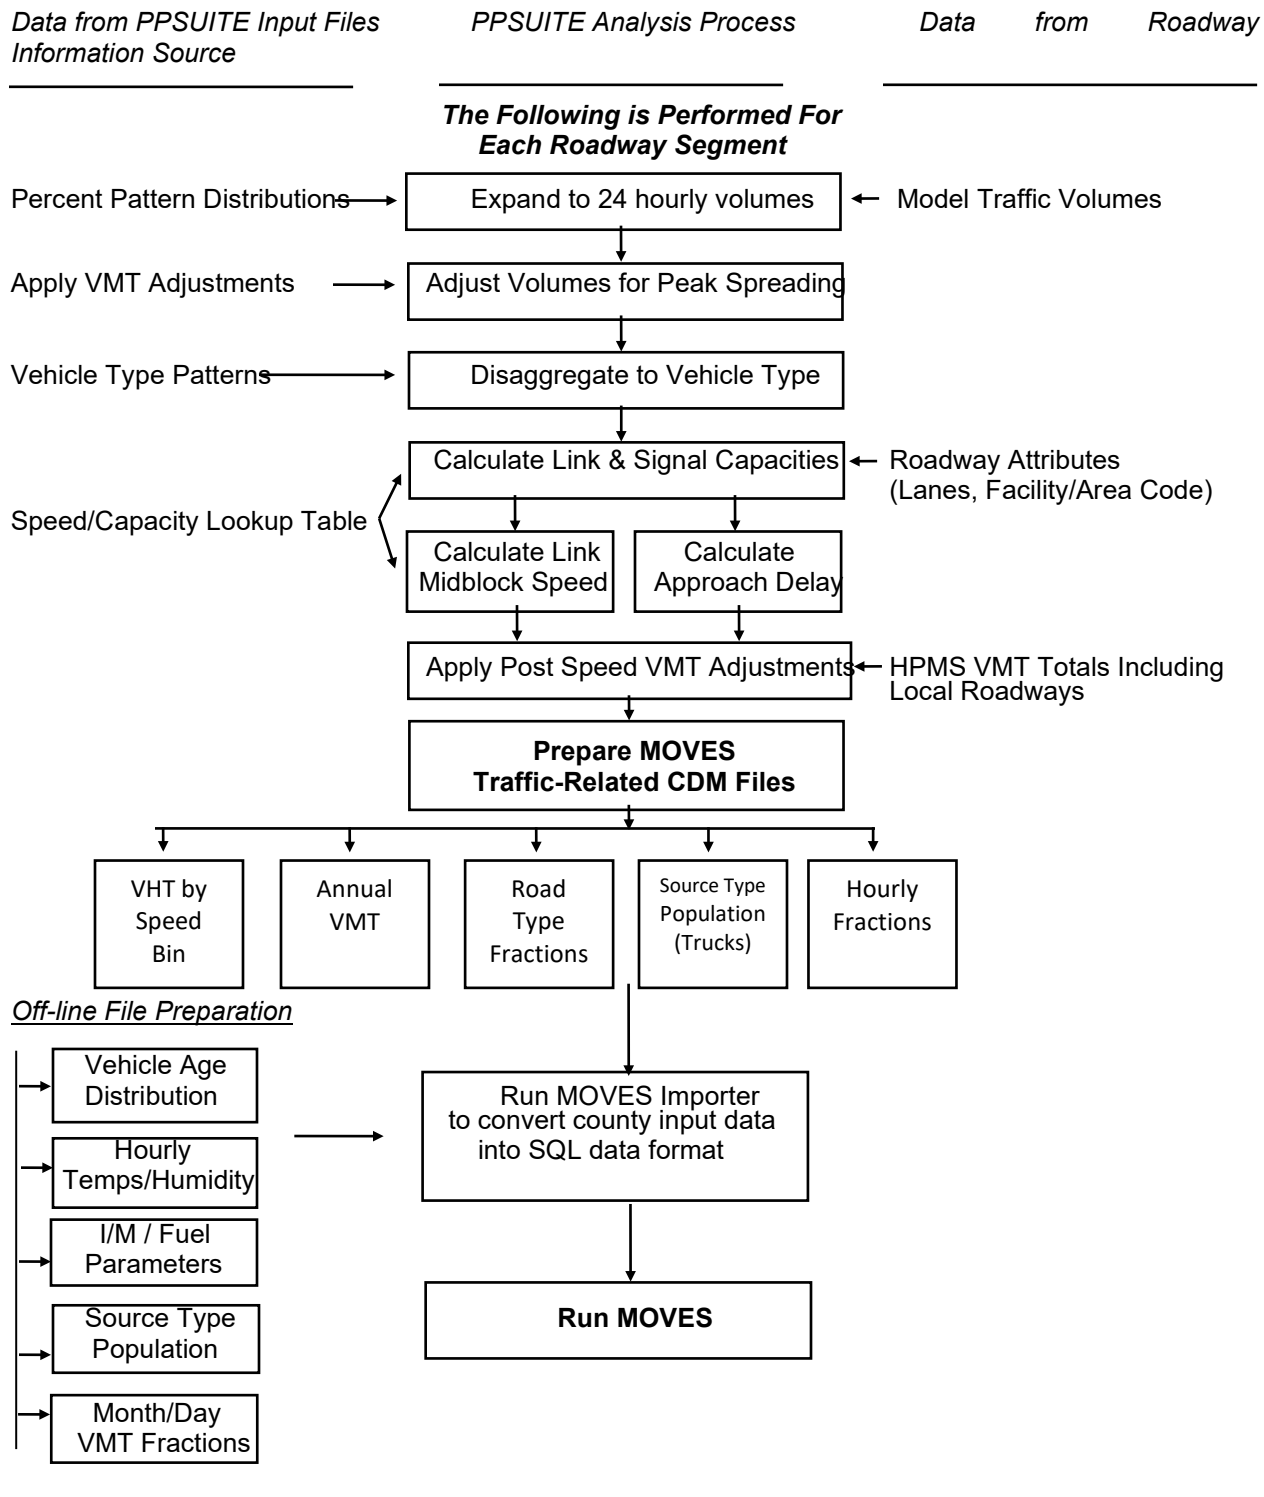 Data from PPSUITE Input Files
Information Source
PPSUITE Analysis Process
Data from Roadway
The Following is Performed For
Each Roadway Segment
Percent Pattern Distributions
Expand to 24 hourly volumes
Model Traffic Volumes
Apply VMT Adjustments
Adjust Volumes for Peak Spreading
Vehicle Type Patterns
Disaggregate to Vehicle Type
Calculate Link & Signal Capacities
Roadway Attributes
(Lanes, Facility/Area Code)
Speed/Capacity Lookup Table
Calculate Link
Midblock Speed
Calculate
Approach Delay
Apply Post Speed VMT Adjustments
HPMS VMT Totals Including
Local Roadways
Prepare MOVES
Traffic-Related CDM Files
VHT by
Speed
Bin
Annual
VMT
Road
Type
Fractions
Source Type
Population
(Trucks)
Hourly
Fractions
Off-line File Preparation
Vehicle Age
Distribution
Hourly
Temps/Humidity
I/M / Fuel
Parameters
Source Type
Population
Month/Day
VMT Fractions
Run MOVES Importer
to convert county input data
into SQL data format
Run MOVES